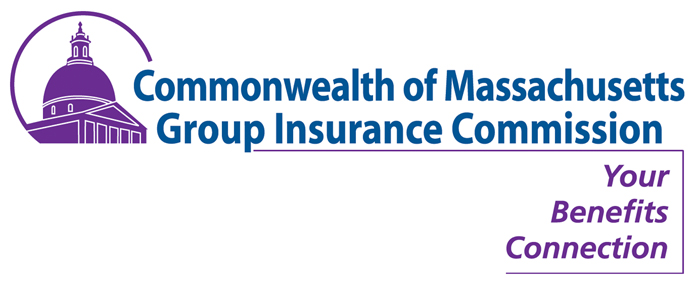 Commonwealth of Massachusetts
Group Insurance Commission
Your
Benefits
Connection